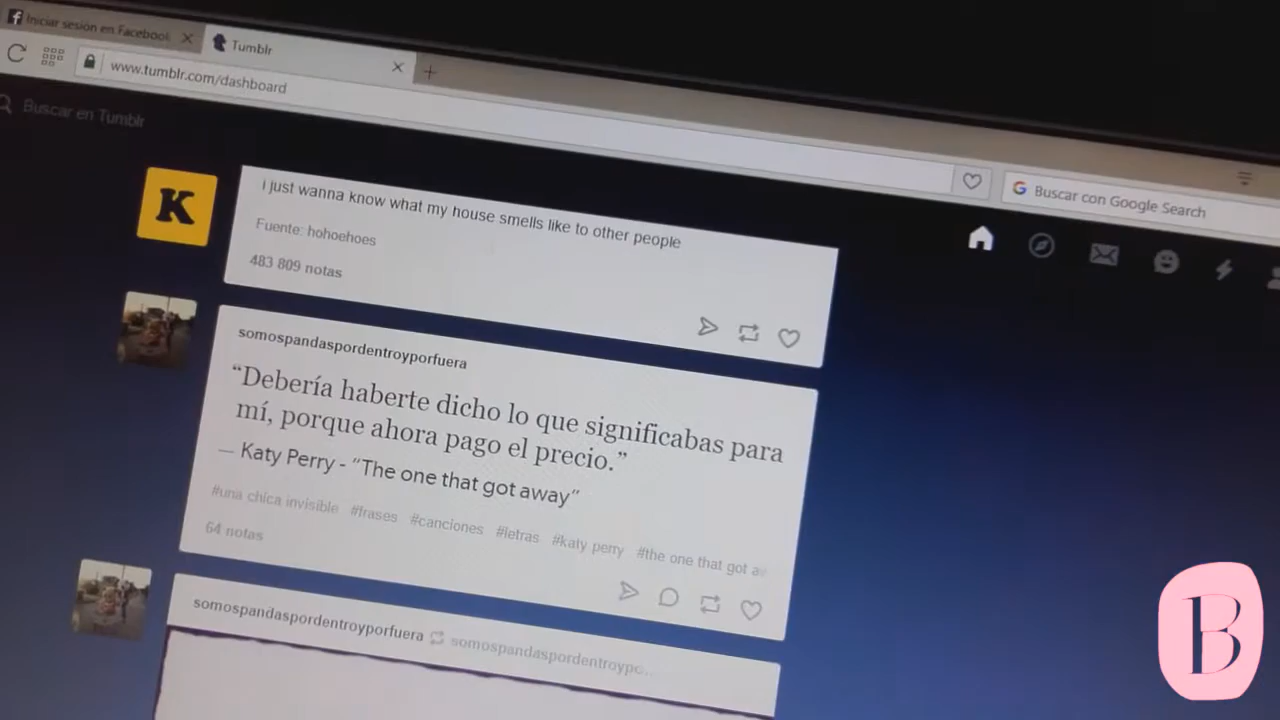 Iniciar sesión en Facebook
Tumblr
www.tumblr.com/dashboard
Buscar en Tumblr
Buscar con Google Search
K
i just wanna know what my house smells like to other people
Fuente: hohoehoes
483 809 notas
somospandaspordentroyporfuera
“Debería haberte dicho lo que significabas para
mí, porque ahora pago el precio.”
— Katy Perry - “The one that got away”
#una chica invisible #frases #canciones #letras #katy perry #the one that got a
64 notas
somospandaspordentroyporfuera somospandaspordentroypo...
B